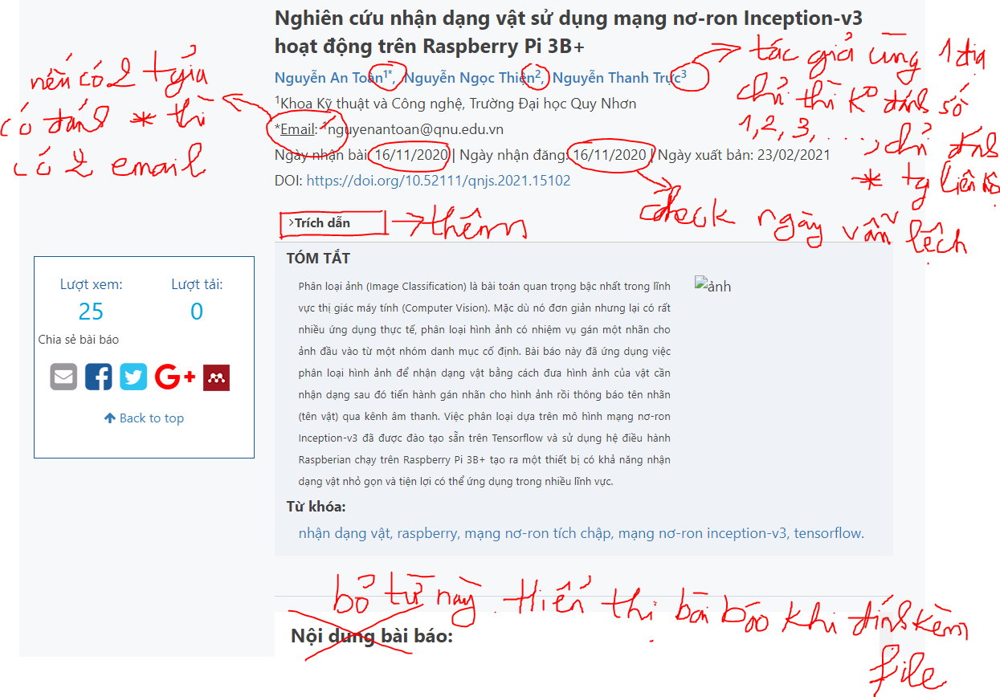 Nghiên cứu nhận dạng vật sử dụng mạng nơ-ron Inception-v3
hoạt động trên Raspberry Pi 3B+
Nguyễn An Toàn1*, Nguyễn Ngọc Thiện2, Nguyễn Thanh Trực3
1Khoa Kỹ thuật và Công nghệ, Trường Đại học Quy Nhơn
*Email: 1nguyenantoan@qnu.edu.vn
Ngày nhận bài: 16/11/2020 | Ngày nhận đăng: 16/11/2020 | Ngày xuất bản: 23/02/2021
DOI: https://doi.org/10.52111/qnjs.2021.15102
nếu có 2 tgiả
có đánh * thì
có 2 email
tác giả cùng 1 địa
chỉ thì ko đánh số
1, 2, 3, ..., chỉ đánh
* tg liên hệ
check ngày vẫn lệch
>Trích dẫn
thêm
Lượt xem: Lượt tải:
25 0
Chia sẻ bài báo
G+
Back to top
TÓM TẮT
Phân loại ảnh (Image Classification) là bài toán quan trọng bậc nhất trong lĩnh
vực thị giác máy tính (Computer Vision). Mặc dù nó đơn giản nhưng lại có rất
nhiều ứng dụng thực tế, phân loại hình ảnh có nhiệm vụ gán một nhãn cho
ảnh đầu vào từ một nhóm danh mục cố định. Bài báo này đã ứng dụng việc
phân loại hình ảnh để nhận dạng vật bằng cách đưa hình ảnh của vật cần
nhận dạng sau đó tiến hành gán nhãn cho hình ảnh rồi thông báo tên nhãn
(tên vật) qua kênh âm thanh. Việc phân loại dựa trên mô hình mạng nơ-ron
Inception-v3 đã được đào tạo sẵn trên Tensorflow và sử dụng hệ điều hành
Raspberian chạy trên Raspberry Pi 3B+ tạo ra một thiết bị có khả năng nhận
dạng vật nhỏ gọn và tiện lợi có thể ứng dụng trong nhiều lĩnh vực.
ảnh
Từ khóa:
nhận dạng vật, raspberry, mạng nơ-ron tích chập, mạng nơ-ron inception-v3, tensorflow.
bỏ từ này. Hiển thị bài báo khi đính kèm
file
Nội dung bài báo: